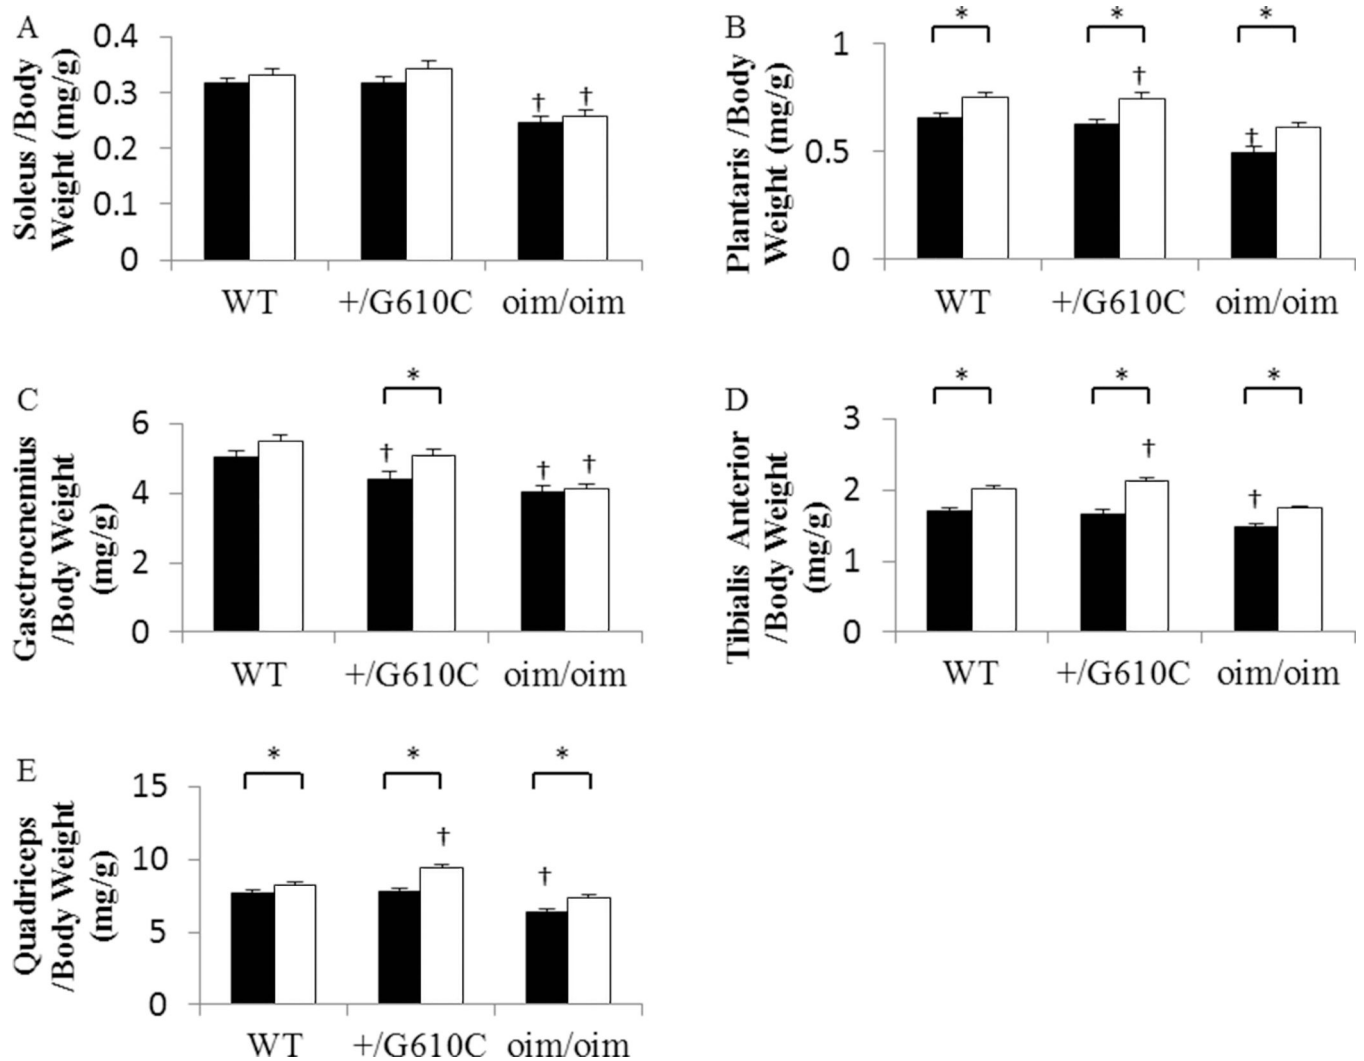 A
Soleus /Body
Weight (mg/g)
0.4
0.3
0.2
0.1
0
† †
WT +/G610C oim/oim
B
Plantaris /Body
Weight (mg/g)
* * *
1
0.5
0
† †
WT +/G610C oim/oim
C
Gasctrocnemius
/Body Weight
(mg/g)
*
6
4
2
0
† † †
WT +/G610C oim/oim
D
Tibialis Anterior
/Body Weight
(mg/g)
* * *
3
2
1
0
† †
WT +/G610C oim/oim
E
Quadriceps
/Body Weight
(mg/g)
* * *
15
10
5
0
† †
WT +/G610C oim/oim